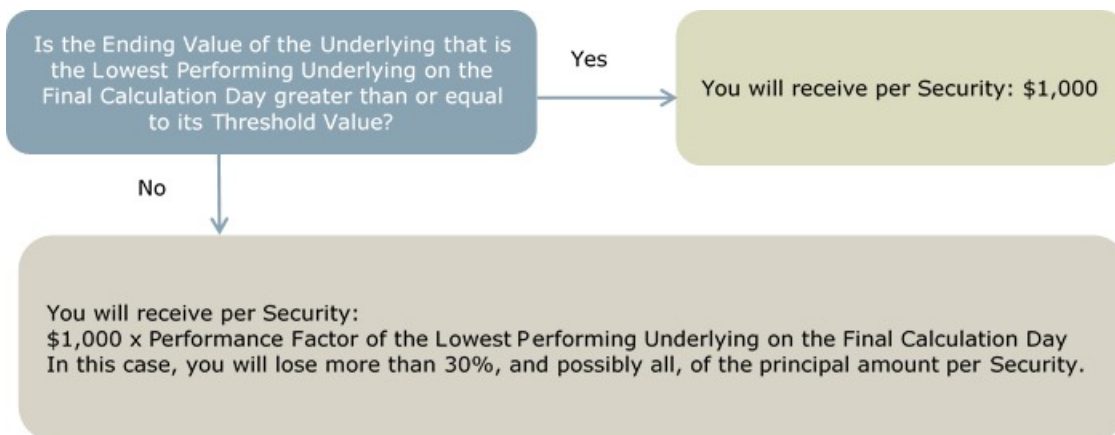 Is the Ending Value of the Underlying that is
the Lowest Performing Underlying on the
Final Calculation Day greater than or equal
to its Threshold Value?
Yes
You will receive per Security: $1,000
No
You will receive per Security:
$1,000 x Performance Factor of the Lowest Performing Underlying on the Final Calculation Day
In this case, you will lose more than 30%, and possibly all, of the principal amount per Security.